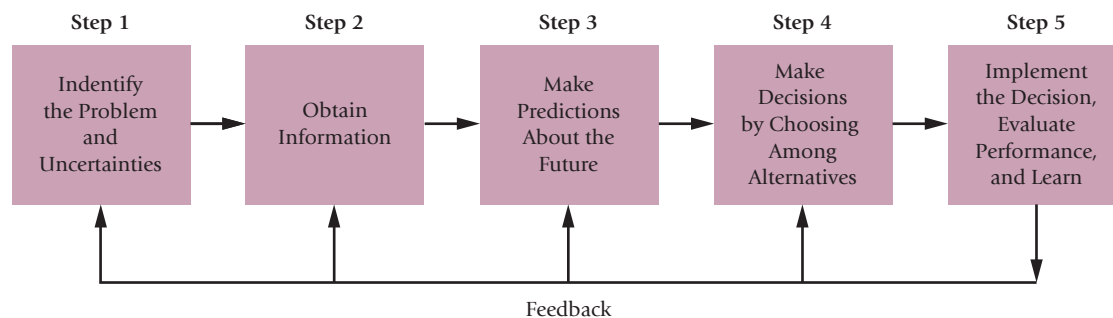 Step 1
Indentify
the Problem
and
Uncertainties
Step 2
Obtain
Information
Step 3
Make
Predictions
About the
Future
Step 4
Make
Decisions
by Choosing
Among
Alternatives
Step 5
Implement
the Decision,
Evaluate
Performance,
and Learn
Feedback